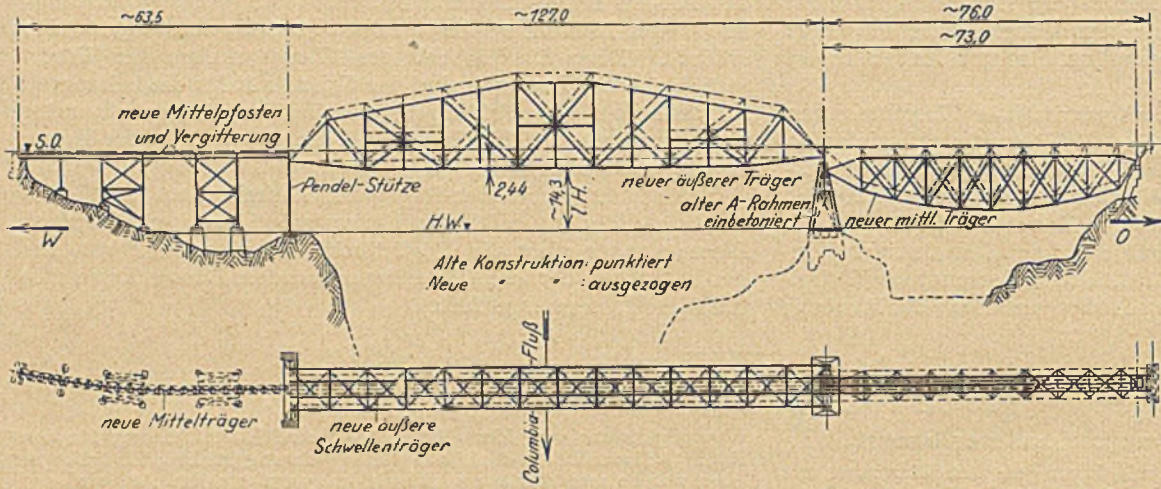 ~63,5
~127,0
~76,0
~73,0
neue Mittelpfosten
und Vergitterung
S.O.
Pendel-Stütze
2,44
~14,3
l.H.
neuer äußerer Träger
alter A-Rahmen
einbetoniert
neuer mittl. Träger
W
H.W.
O
Alte Konstruktion: punktiert
Neue " " : ausgezogen
Columbia-Fluß
neue Mittelträger
neue äußere
Schwellenträger